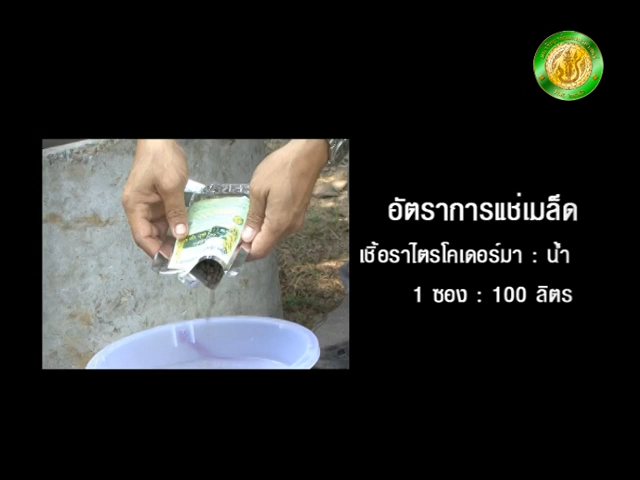 อัตราการแช่เมล็ด
เชื้อราไตรโคเดอร์มา : น้ำ
1 ซอง : 100 ลิตร